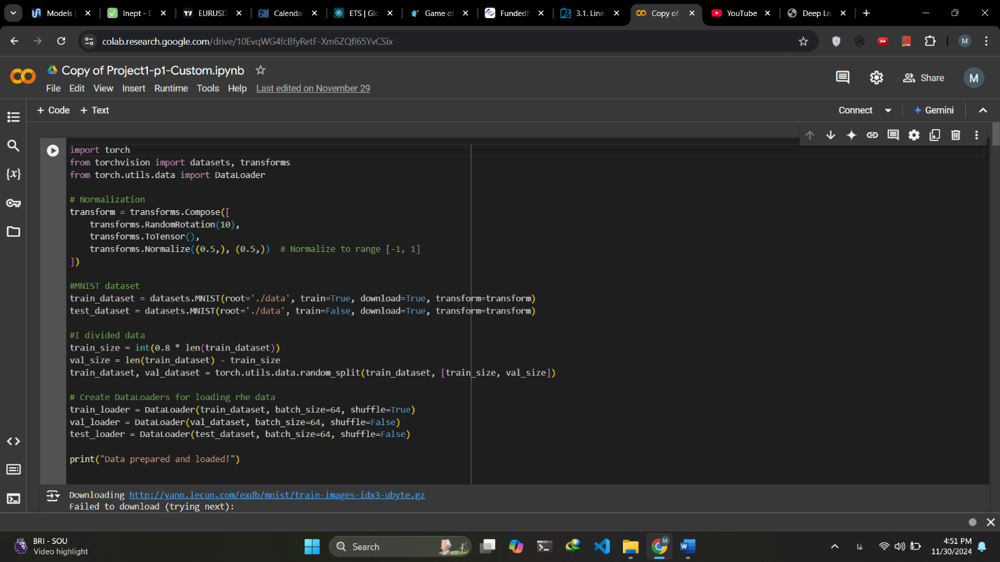 Models |
Inept - D
EURUSD
Calendar
ETS | Glo
Game of
FundedN
3.1. Line
Copy of
YouTube
Deep Le
colab.research.google.com/drive/10EvqWG4fcBfyRetF-Xm6ZQfI65YvCSix
M
Copy of Project1-p1-Custom.ipynb
File Edit View Insert Runtime Tools Help Last edited on November 29
Share
M
+ Code + Text
Connect
Gemini
{x}
import torch
from torchvision import datasets, transforms
from torch.utils.data import DataLoader
# Normalization
transform = transforms.Compose([
    transforms.RandomRotation(10),
    transforms.ToTensor(),
    transforms.Normalize((0.5,), (0.5,))  # Normalize to range [-1, 1]
])
#MNIST dataset
train_dataset = datasets.MNIST(root='./data', train=True, download=True, transform=transform)
test_dataset = datasets.MNIST(root='./data', train=False, download=True, transform=transform)
#I divided data
train_size = int(0.8 * len(train_dataset))
val_size = len(train_dataset) - train_size
train_dataset, val_dataset = torch.utils.data.random_split(train_dataset, [train_size, val_size])
# Create DataLoaders for loading rhe data
train_loader = DataLoader(train_dataset, batch_size=64, shuffle=True)
val_loader = DataLoader(val_dataset, batch_size=64, shuffle=False)
test_loader = DataLoader(test_dataset, batch_size=64, shuffle=False)
print("Data prepared and loaded!")
Downloading http://yann.lecun.com/exdb/mnist/train-images-idx3-ubyte.gz
Failed to download (trying next):
BRI - SOU
Video highlight
Search
فا
4:51 PM
11/30/2024